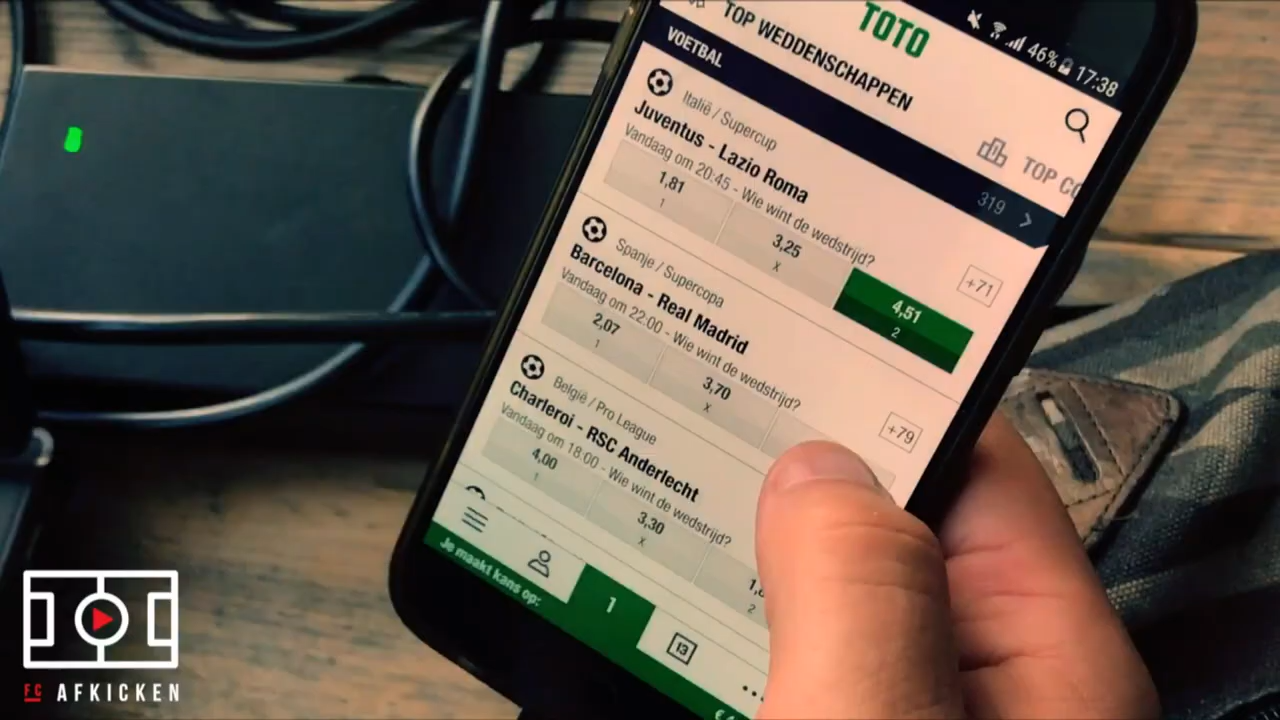 46% 17:38
TOTO
TOP WEDDENSCHAPPEN
TOP
VOETBAL
319
Italië / Supercup
Juventus - Lazio Roma
Vandaag om 20:45 - Wie wint de wedstrijd?
+71
1,81 3,25 4,51
1 x 2
Spanje / Supercopa
Barcelona - Real Madrid
Vandaag om 22:00 - Wie wint de wedstrijd?
+79
2,07 3,70
1 x
België / Pro League
Charleroi - RSC Anderlecht
Vandaag om 18:00 - Wie wint de wedstrijd?
4,00 3,30
1 x 2
1
13
Je maakt kans op:
FC AFKICKEN